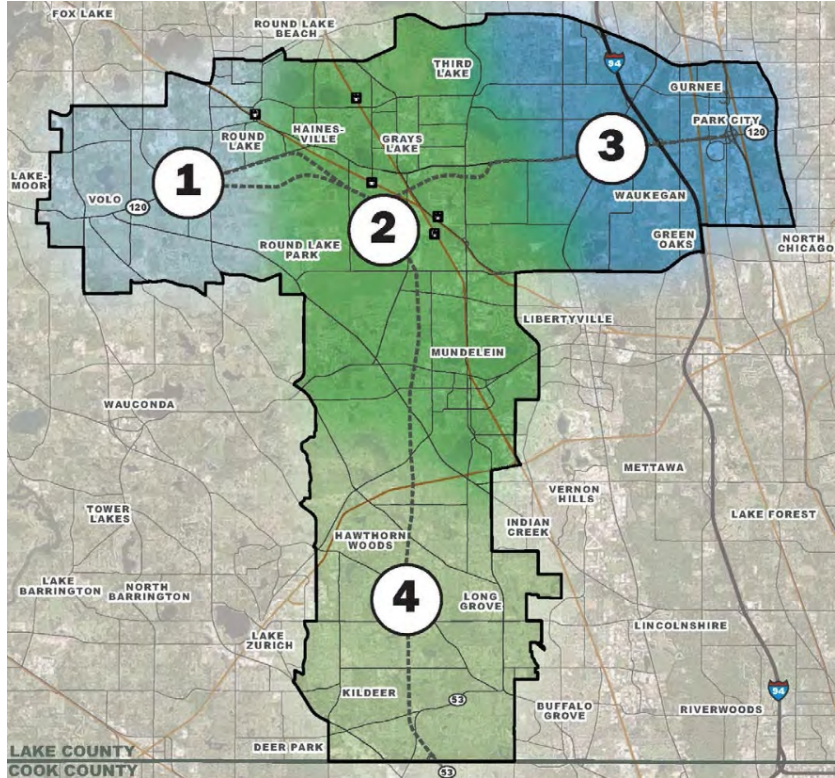 FOX LAKE
ROUND LAKE
BEACH
THIRD
LAKE
94
GURNEE
PARK CITY
120
ROUND
LAKE
HAINES-
VILLE
GRAYS
LAKE
3
LAKE-
MOOR
1
VOLO
120
WAUKEGAN
2
ROUND LAKE
PARK
GREEN
OAKS
NORTH
CHICAGO
LIBERTYVILLE
MUNDELEIN
WAUCONDA
METTAWA
VERNON
HILLS
TOWER
LAKES
LAKE FOREST
INDIAN
CREEK
HAWTHORN
WOODS
LAKE
BARRINGTON
NORTH
BARRINGTON
4
LONG
GROVE
LINCOLNSHIRE
LAKE
ZURICH
KILDEER
53
94
BUFFALO
GROVE
RIVERWOODS
DEER PARK
LAKE COUNTY
COOK COUNTY
53